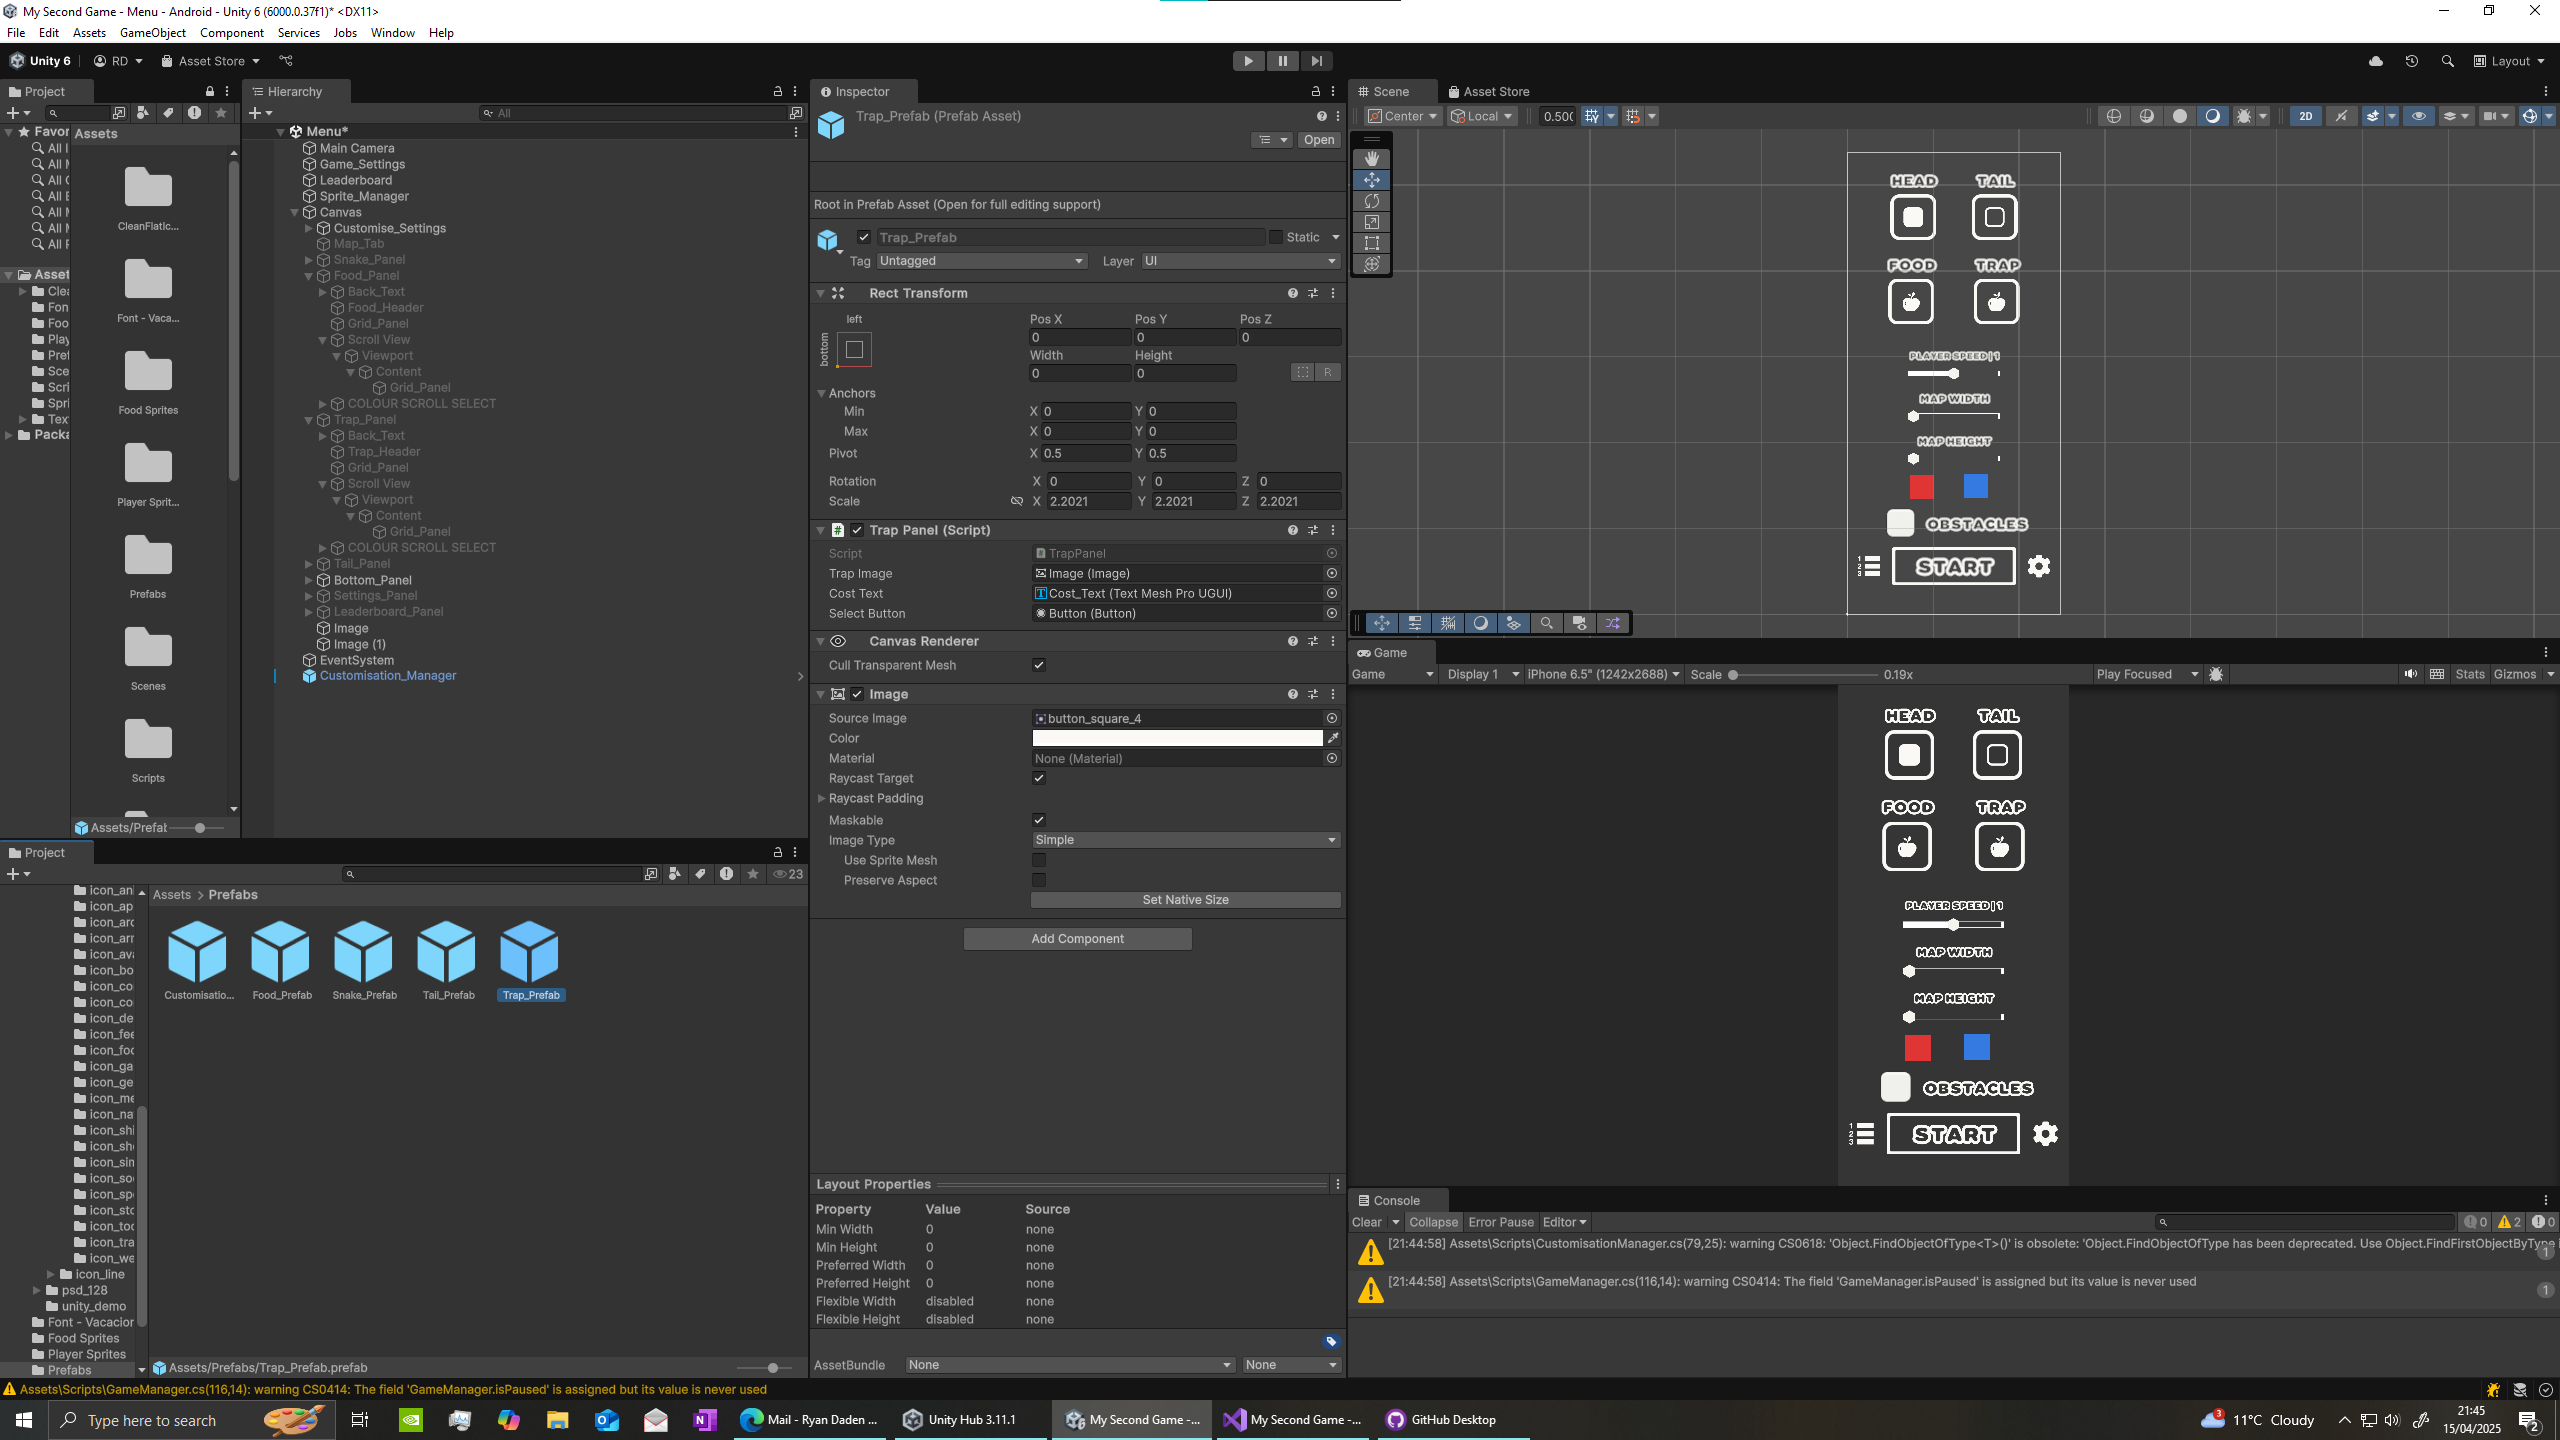 My Second Game - Menu - Android - Unity 6 (6000.0.37f1)* <DX11>
File Edit Assets GameObject Component Services Jobs Window Help
Unity 6 RD Asset Store Layout
Project
Favor
All I
All M
All C
All E
All M
All M
All F
Asset
Clea
Fon
Foo
Play
Pref
Sce
Scri
Spri
Tex
Packa
Assets
CleanFlatic...
Font - Vaca...
Food Sprites
Player Sprit...
Prefabs
Scenes
Scripts
Assets/Prefab
Hierarchy
All
Menu*
Main Camera
Game_Settings
Leaderboard
Sprite_Manager
Canvas
Customise_Settings
Map_Tab
Snake_Panel
Food_Panel
Back_Text
Food_Header
Grid_Panel
Scroll View
Viewport
Content
Grid_Panel
COLOUR SCROLL SELECT
Trap_Panel
Back_Text
Trap_Header
Grid_Panel
Scroll View
Viewport
Content
Grid_Panel
COLOUR SCROLL SELECT
Tail_Panel
Bottom_Panel
Settings_Panel
Leaderboard_Panel
Image
Image (1)
EventSystem
Customisation_Manager
Project
23
icon_an
icon_ap
icon_arc
icon_arr
icon_ava
icon_bo
icon_co
icon_co
icon_de
icon_fee
icon_foo
icon_ga
icon_ge
icon_me
icon_na
icon_shi
icon_sho
icon_sin
icon_so
icon_spo
icon_sto
icon_too
icon_tra
icon_we
icon_line
psd_128
unity_demo
Font - Vacacion
Food Sprites
Player Sprites
Prefabs
Assets > Prefabs
Customisatio... Food_Prefab Snake_Prefab Tail_Prefab Trap_Prefab
Assets/Prefabs/Trap_Prefab.prefab
Inspector
Trap_Prefab (Prefab Asset)
Open
Root in Prefab Asset (Open for full editing support)
Trap_Prefab Static
Tag Untagged Layer UI
Rect Transform
left Pos X Pos Y Pos Z
bottom 0 0 0
Width Height
0 0 R
Anchors
Min X 0 Y 0
Max X 0 Y 0
Pivot X 0.5 Y 0.5
Rotation X 0 Y 0 Z 0
Scale X 2.2021 Y 2.2021 Z 2.2021
Trap Panel (Script)
Script TrapPanel
Trap Image Image (Image)
Cost Text Cost_Text (Text Mesh Pro UGUI)
Select Button Button (Button)
Canvas Renderer
Cull Transparent Mesh
Image
Source Image button_square_4
Color
Material None (Material)
Raycast Target
Raycast Padding
Maskable
Image Type Simple
Use Sprite Mesh
Preserve Aspect
Set Native Size
Add Component
Layout Properties
Property Value Source
Min Width 0 none
Min Height 0 none
Preferred Width 0 none
Preferred Height 0 none
Flexible Width disabled none
Flexible Height disabled none
AssetBundle None None
Scene Asset Store
Center Local 0.500 2D
HEAD TAIL
FOOD TRAP
PLAYER SPEED | 1
MAP WIDTH
MAP HEIGHT
OBSTACLES
1
2
3
START
Game
Game Display 1 iPhone 6.5" (1242x2688) Scale 0.19x Play Focused Stats Gizmos
HEAD TAIL
FOOD TRAP
PLAYER SPEED | 1
MAP WIDTH
MAP HEIGHT
OBSTACLES
1
2
3
START
Console
Clear Collapse Error Pause Editor 0 2 0
[21:44:58] Assets\Scripts\CustomisationManager.cs(79,25): warning CS0618: 'Object.FindObjectOfType<T>()' is obsolete: 'Object.FindObjectOfType has been deprecated. Use Object.FindFirstObjectByType i
1
[21:44:58] Assets\Scripts\GameManager.cs(116,14): warning CS0414: The field 'GameManager.isPaused' is assigned but its value is never used
1
Assets\Scripts\GameManager.cs(116,14): warning CS0414: The field 'GameManager.isPaused' is assigned but its value is never used
Type here to search
Mail - Ryan Daden ... Unity Hub 3.11.1 My Second Game -... My Second Game -... GitHub Desktop
3 11°C Cloudy
21:45
15/04/2025
2